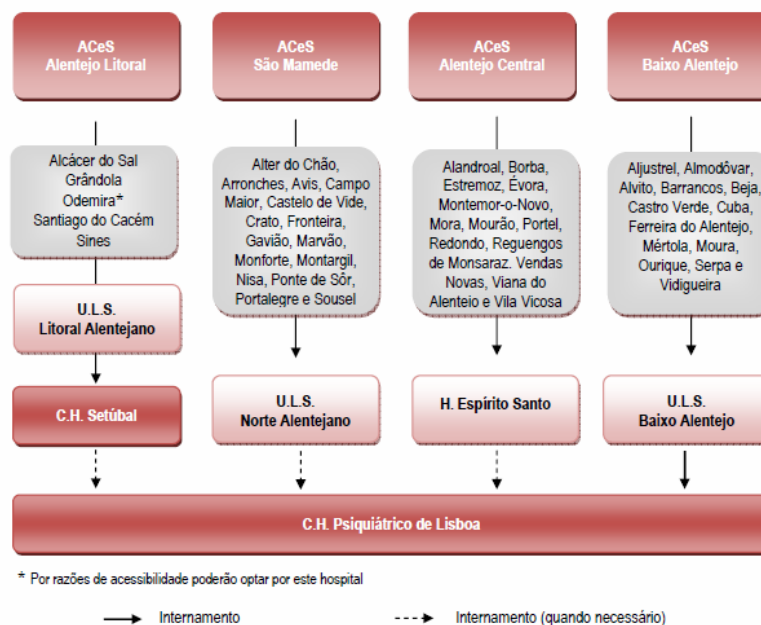 ACeS
Alentejo Litoral
ACeS
São Mamede
ACeS
Alentejo Central
ACeS
Baixo Alentejo
Alcácer do Sal
Grândola
Odemira*
Santiago do Cacém
Sines
Alter do Chão,
Arronches, Avis, Campo
Maior, Castelo de Vide,
Crato, Fronteira,
Gavião, Marvão,
Monforte, Montargil,
Nisa, Ponte de Sôr,
Portalegre e Sousel
Alandroal, Borba,
Estremoz, Évora,
Montemor-o-Novo,
Mora, Mourão, Portel,
Redondo, Reguengos
de Monsaraz. Vendas
Novas, Viana do
Alenteio e Vila Vicosa
Aljustrel, Almodôvar,
Alvito, Barrancos, Beja,
Castro Verde, Cuba,
Ferreira do Alentejo,
Mértola, Moura,
Ourique, Serpa e
Vidigueira
U.L.S.
Litoral Alentejano
C.H. Setúbal
U.L.S.
Norte Alentejano
H. Espírito Santo
U.L.S.
Baixo Alentejo
C.H. Psiquiátrico de Lisboa
* Por razões de acessibilidade poderão optar por este hospital
Internamento
Internamento (quando necessário)